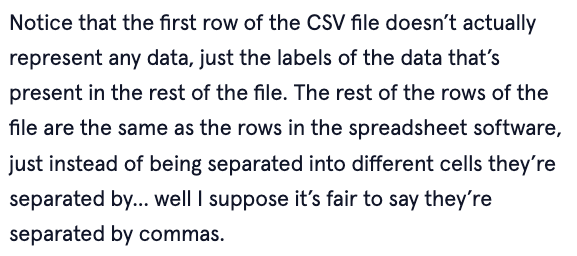 Notice that the first row of the CSV file doesn’t actually
represent any data, just the labels of the data that’s
present in the rest of the file. The rest of the rows of the
file are the same as the rows in the spreadsheet software,
just instead of being separated into different cells they’re
separated by... well I suppose it’s fair to say they’re
separated by commas.